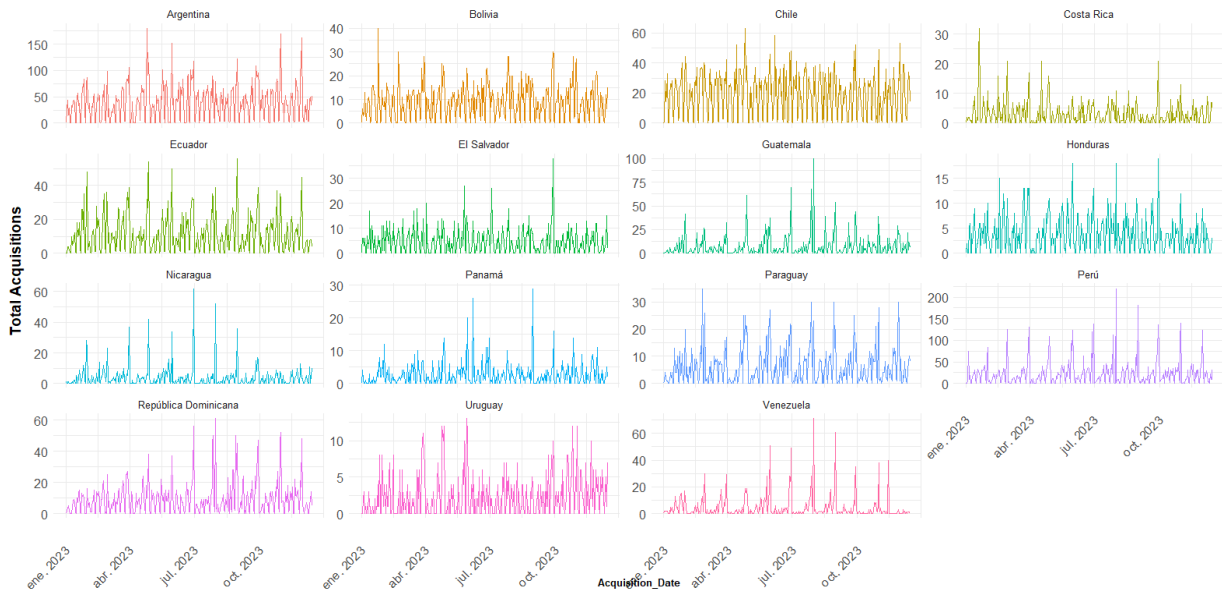 Argentina
Bolivia
Chile
Costa Rica
150
100
50
0
40
30
20
10
0
60
40
20
0
30
20
10
0
Ecuador
El Salvador
Guatemala
Honduras
40
20
0
30
20
10
0
100
75
50
25
0
15
10
5
0
Nicaragua
Panamá
Paraguay
Perú
60
40
20
0
30
20
10
0
30
20
10
0
200
150
100
50
0
República Dominicana
Uruguay
Venezuela
60
40
20
0
10
5
0
60
40
20
0
ene. 2023
abr. 2023
jul. 2023
oct. 2023
ene. 2023
abr. 2023
jul. 2023
oct. 2023
ene. 2023
abr. 2023
jul. 2023
oct. 2023
ene. 2023
abr. 2023
jul. 2023
oct. 2023
Total Acquisitions
Acquisition_Date